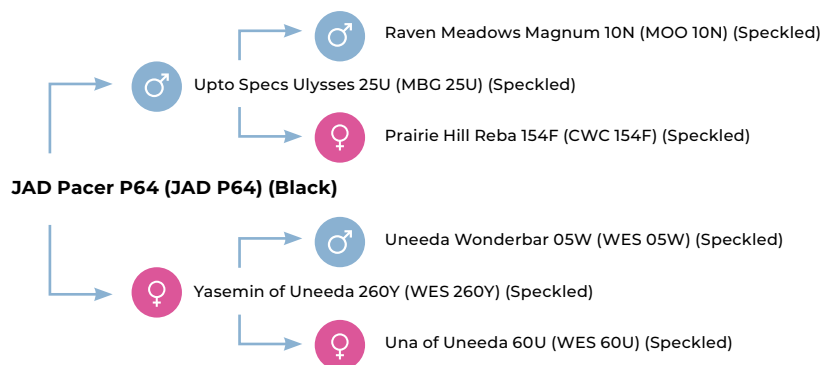 Raven Meadows Magnum 10N (MOO 10N) (Speckled)
Upto Specs Ulysses 25U (MBG 25U) (Speckled)
Prairie Hill Reba 154F (CWC 154F) (Speckled)
JAD Pacer P64 (JAD P64) (Black)
Uneeda Wonderbar 05W (WES 05W) (Speckled)
Yasemin of Uneeda 260Y (WES 260Y) (Speckled)
Una of Uneeda 60U (WES 60U) (Speckled)